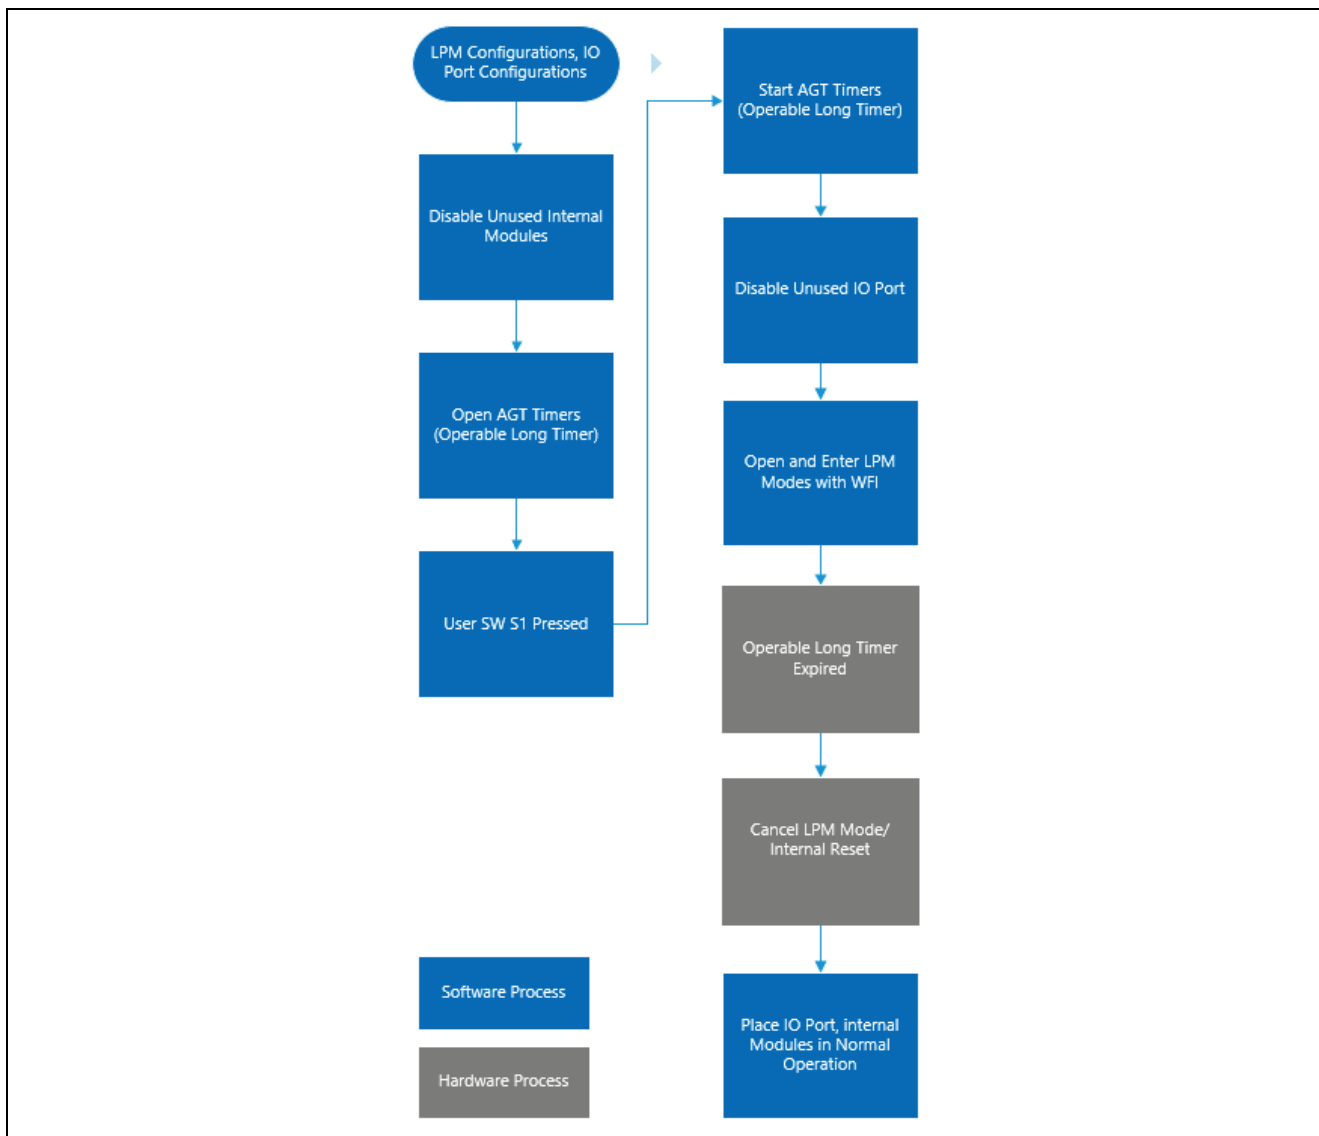 LPM Configurations, IO
Port Configurations
Disable Unused Internal
Modules
Open AGT Timers
(Operable Long Timer)
User SW S1 Pressed
Start AGT Timers
(Operable Long Timer)
Disable Unused IO Port
Open and Enter LPM
Modes with WFI
Operable Long Timer
Expired
Cancel LPM Mode/
Internal Reset
Place IO Port, internal
Modules in Normal
Operation
Software Process
Hardware Process